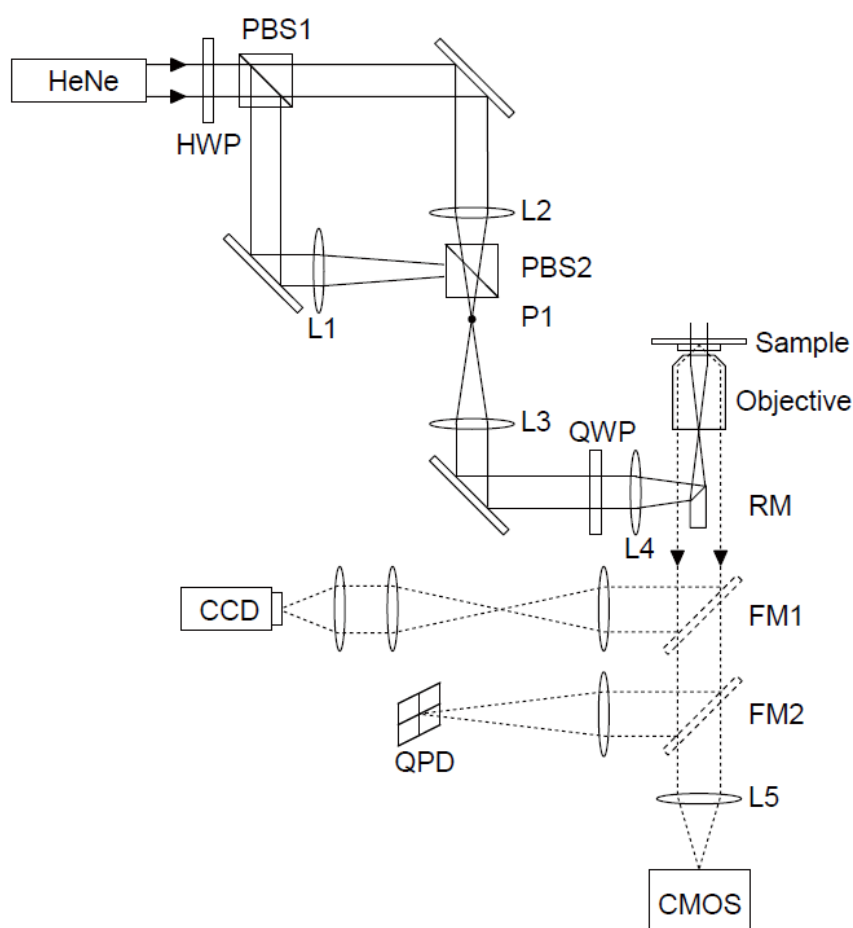 PBS1
HeNe
HWP
L2
PBS2
L1
P1
Sample
Objective
L3
QWP
RM
L4
CCD
FM1
FM2
QPD
L5
CMOS